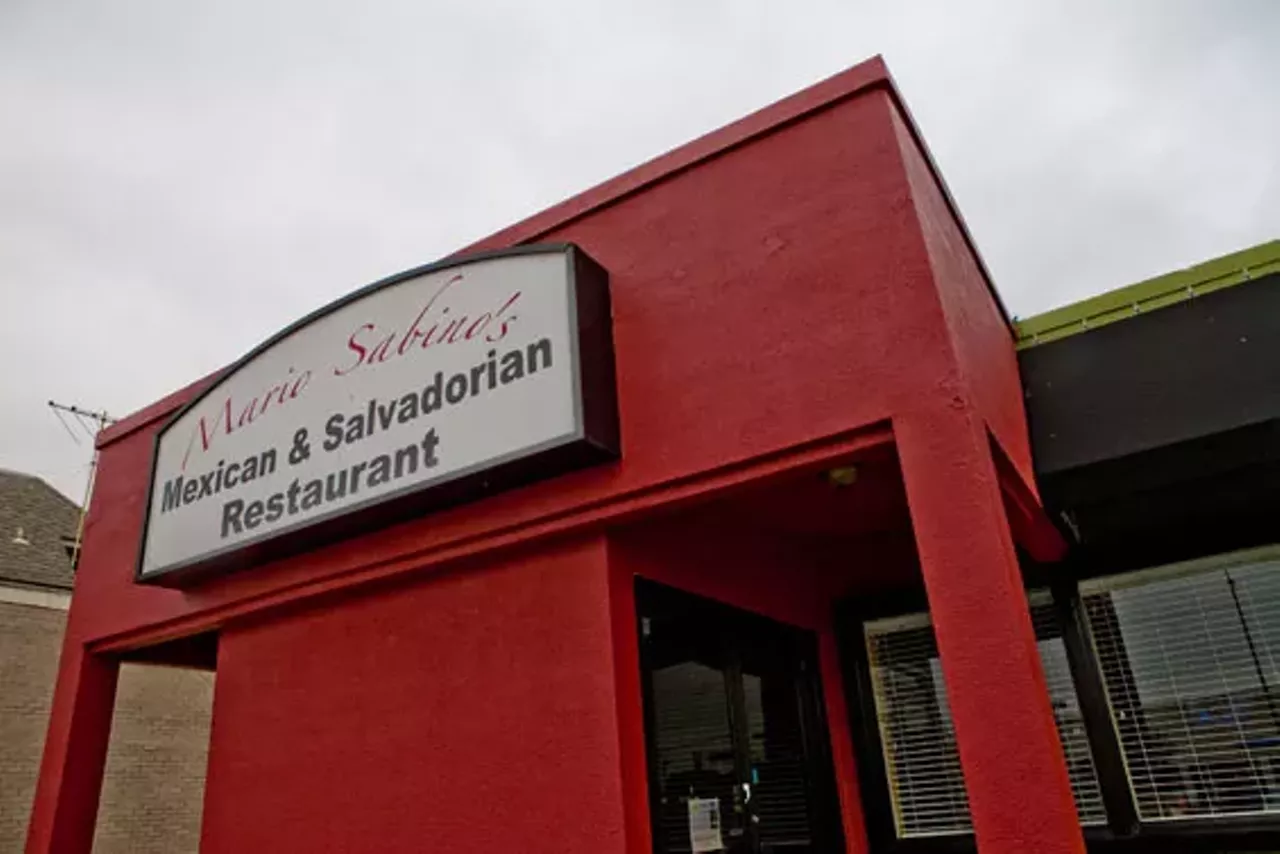 Mario Sabino's
Mexican & Salvadorian
Restaurant